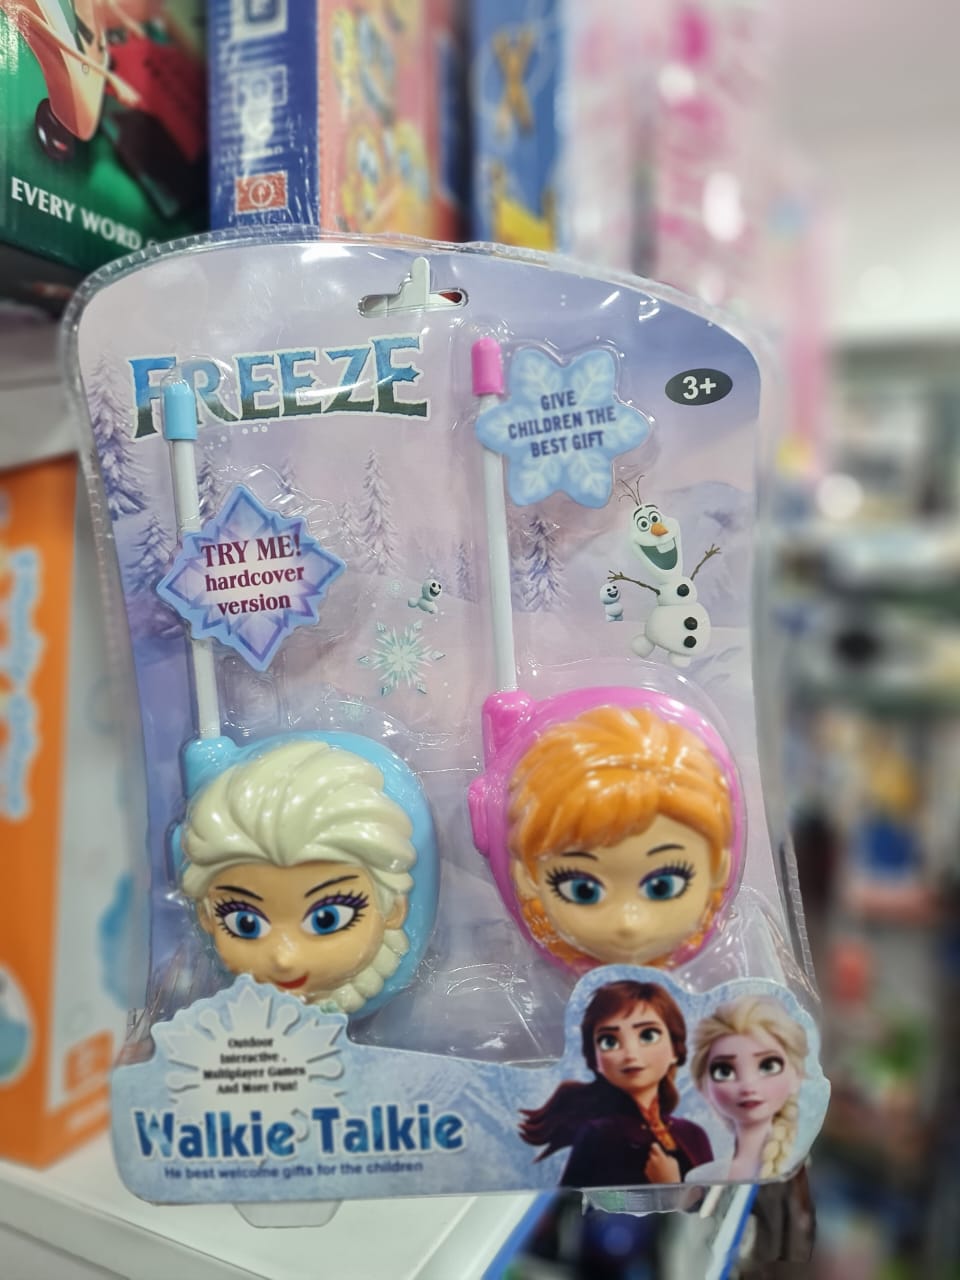 EVERY WORD
FREEZE
3+
GIVE
CHILDREN THE
BEST GIFT
TRY ME!
hardcover
version
Outdoor
Interactive .
Multiplayer Games
And More Fun!
Walkie Talkie
He best welcome gifts for the children